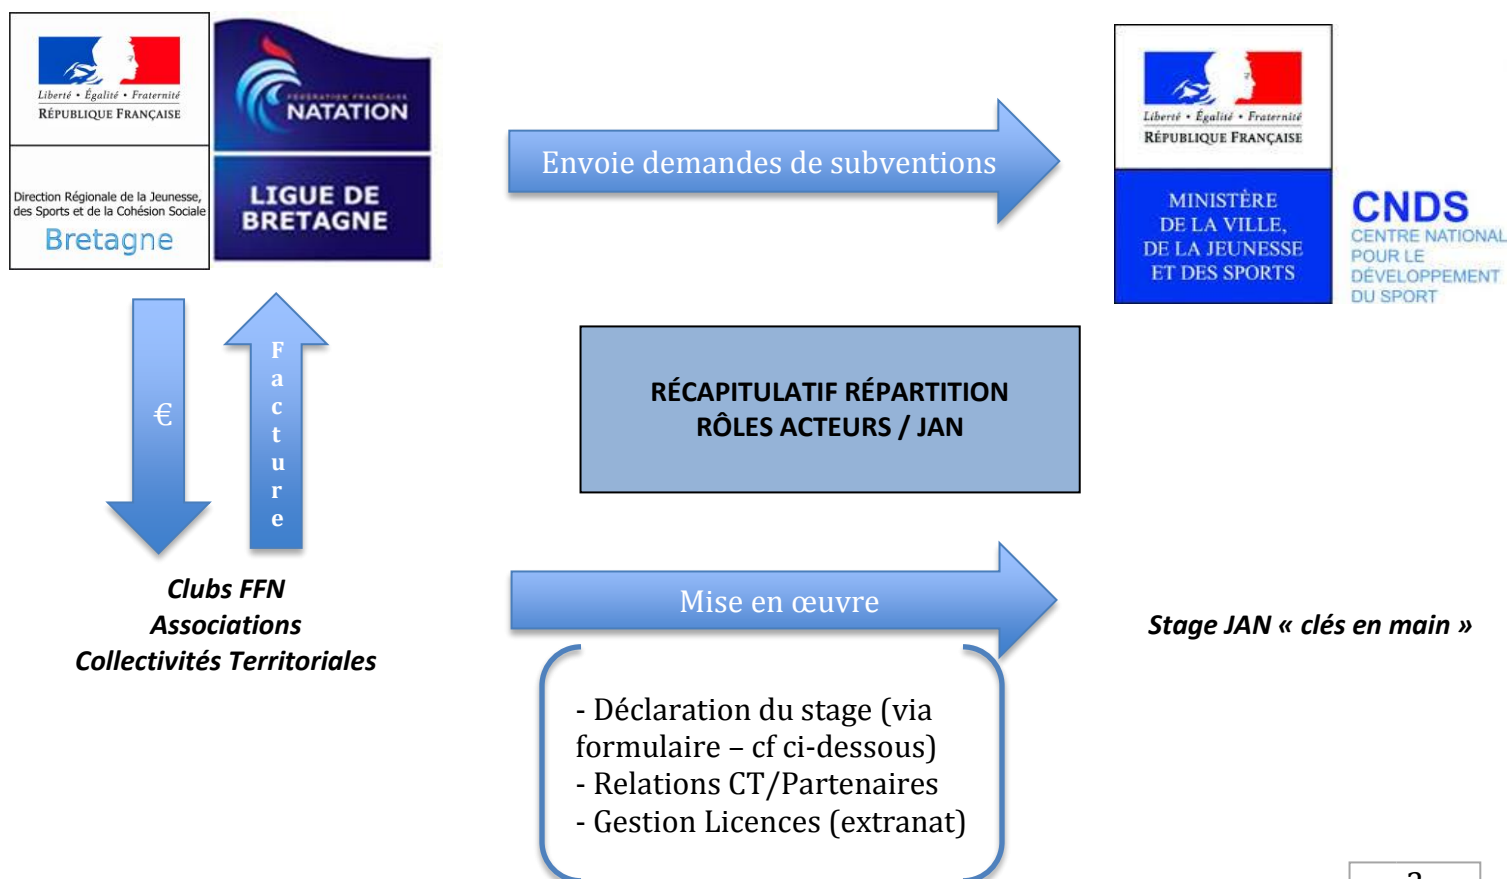 Liberté • Égalité • Fraternité
RÉPUBLIQUE FRANÇAISE
Direction Régionale de la Jeunesse,
des Sports et de la Cohésion Sociale
Bretagne
FÉDÉRATION FRANÇAISE
NATATION
LIGUE DE
BRETAGNE
Envoie demandes de subventions
Liberté • Égalité • Fraternité
RÉPUBLIQUE FRANÇAISE
MINISTÈRE
DE LA VILLE,
DE LA JEUNESSE
ET DES SPORTS
CNDS
CENTRE NATIONAL
POUR LE
DÉVELOPPEMENT
DU SPORT
€
Facture
RÉCAPITULATIF RÉPARTITION
RÔLES ACTEURS / JAN
Clubs FFN
Associations
Collectivités Territoriales
Mise en œuvre
Stage JAN « clés en main »
- Déclaration du stage (via
formulaire – cf ci-dessous)
- Relations CT/Partenaires
- Gestion Licences (extranat)